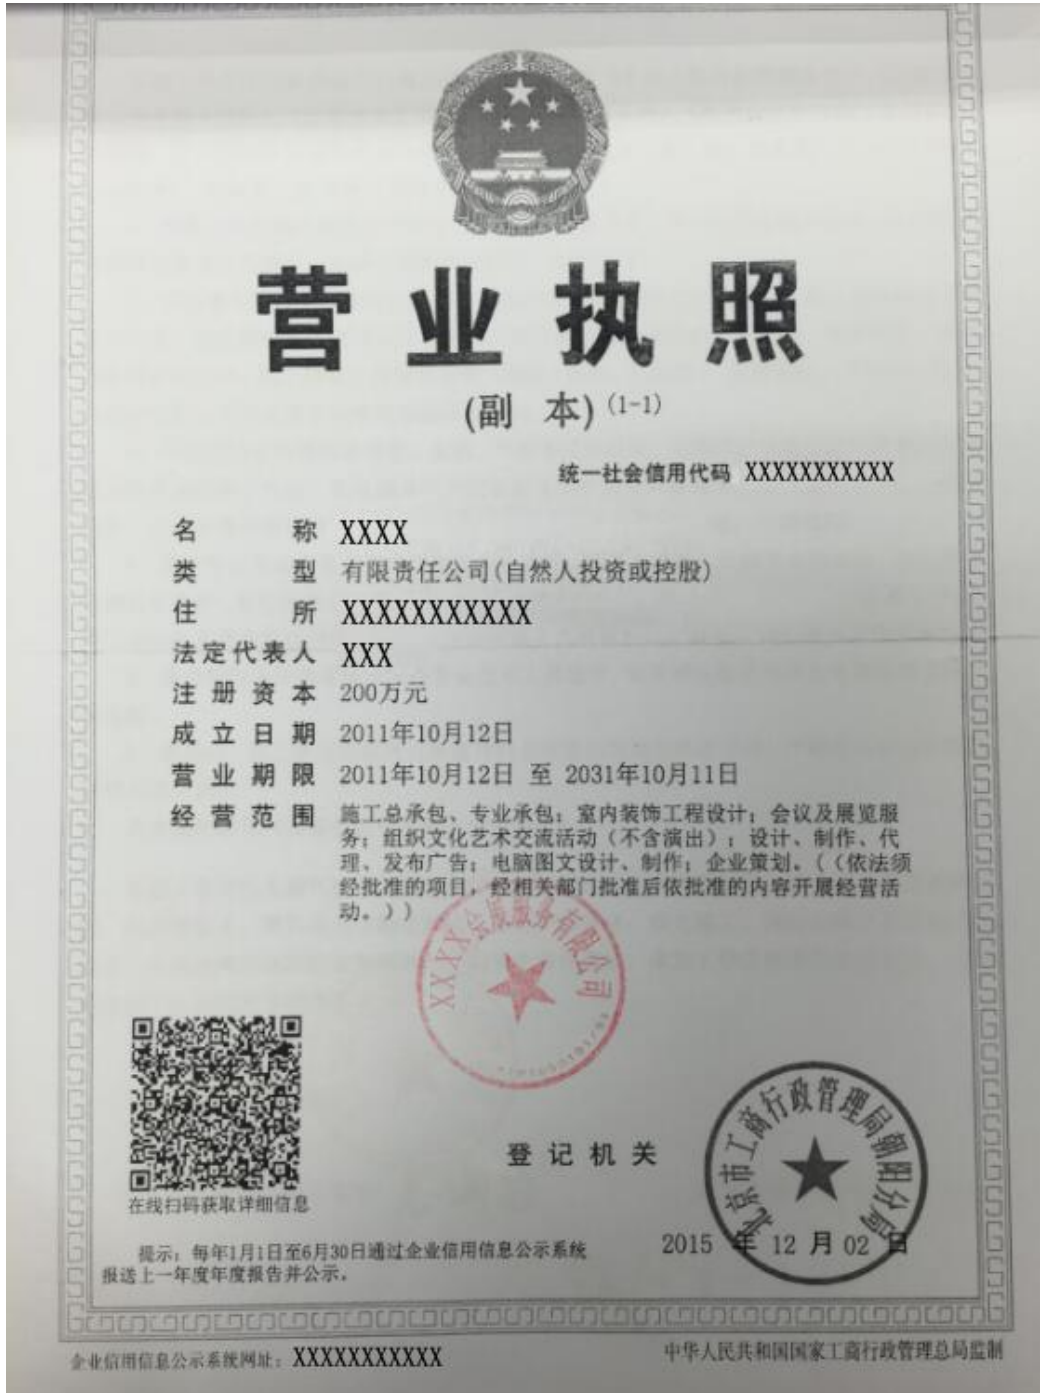 营业执照
(副 本) (1-1)
统一社会信用代码 XXXXXXXXXXX
名 称 XXXX
类 型 有限责任公司(自然人投资或控股)
住 所 XXXXXXXXXXX
法定代表人 XXX
注册资本 200万元
成立日期 2011年10月12日
营业期限 2011年10月12日 至 2031年10月11日
经营范围 施工总承包、专业承包；室内装饰工程设计；会议及展览服
务；组织文化艺术交流活动（不含演出）；设计、制作、代
理、发布广告；电脑图文设计、制作；企业策划。（（依法须
经批准的项目，经相关部门批准后依批准的内容开展经营活
动。））
XXXX会展服务有限公司
在线扫码获取详细信息
登记机关
北京市工商行政管理局朝阳分局
2015 年 12 月 02 日
提示：每年1月1日至6月30日通过企业信用信息公示系统
报送上一年度年度报告并公示。
企业信用信息公示系统网址：XXXXXXXXXXX
中华人民共和国国家工商行政管理总局监制